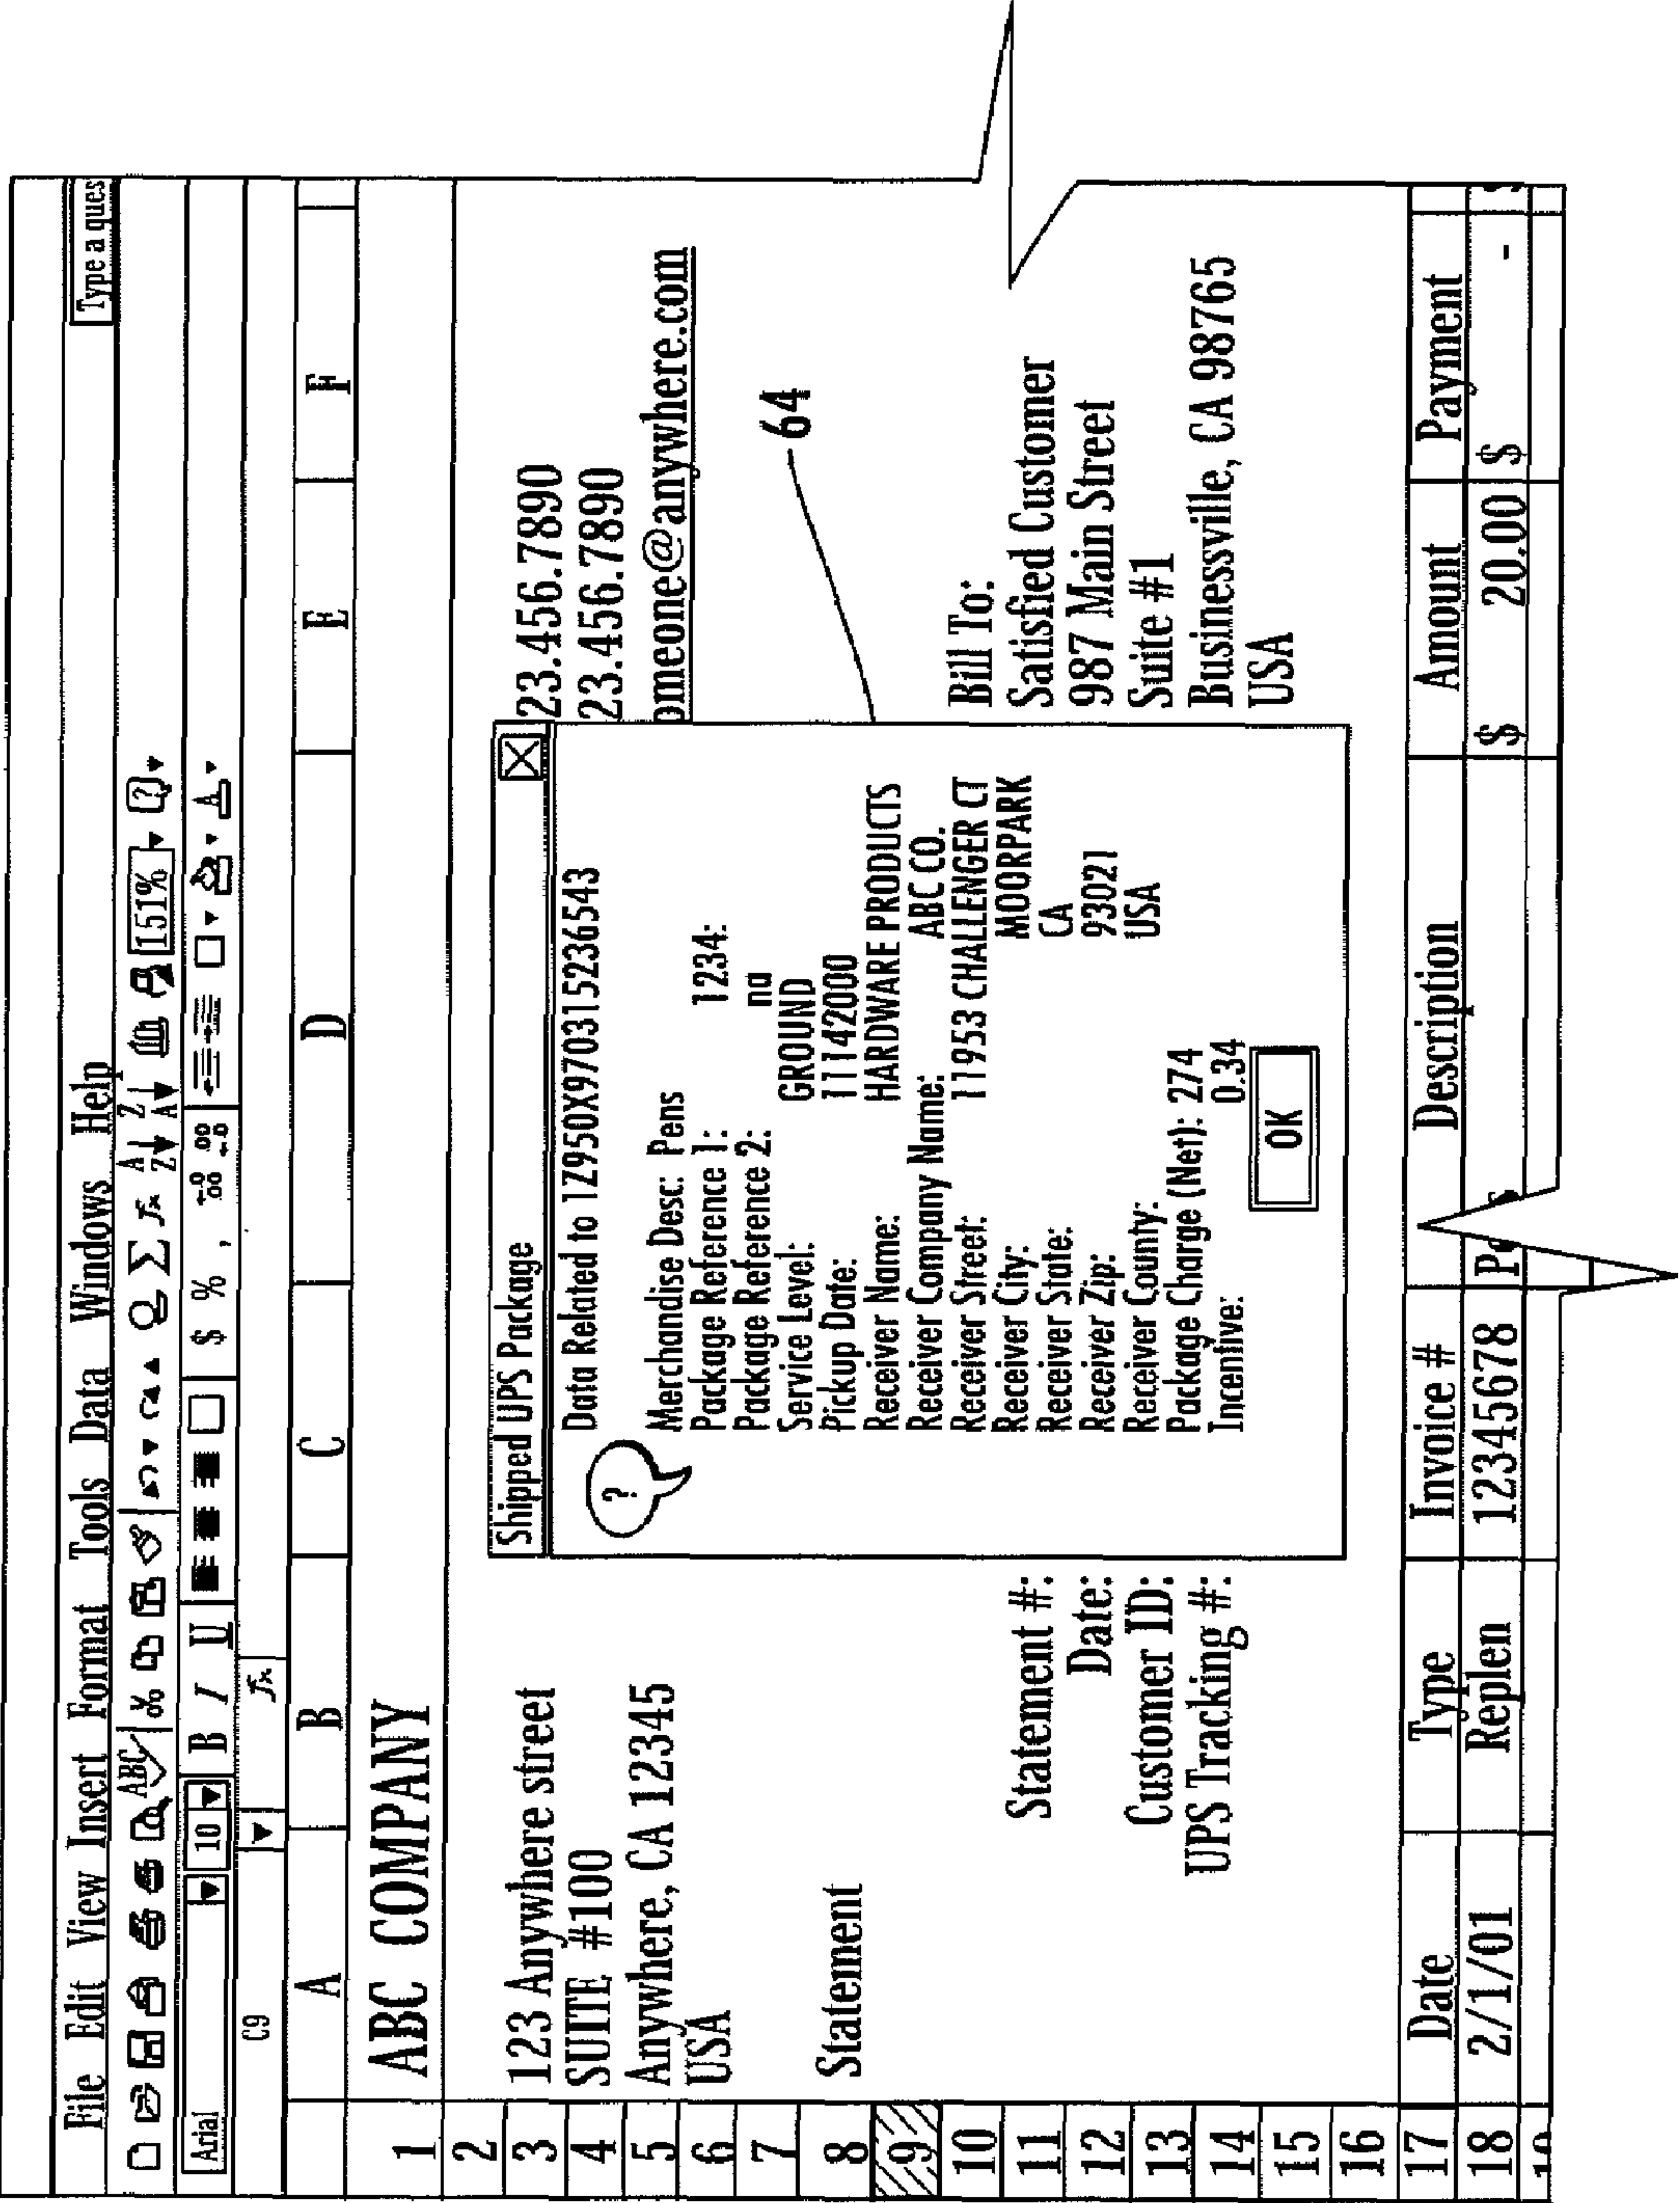 Type a ques
File Edit View Insert Format Tools Data Windows Help
ABC Σ fx A Z Z A 151% ?
Arial 10 B I U $ % , .00 A
C9 fx
A B C D E F
1 ABC COMPANY
2
3 123 Anywhere street 23.456.7890
4 SUITE #100 23.456.7890
5 Anywhere, CA 12345 omeone@anywhere.com
6 USA
7
8 Statement
9
10 Bill To:
11 Statement #: Satisfied Customer
12 Date: 987 Main Street
13 Customer ID: Suite #1
14 UPS Tracking #: Businessville, CA 98765
15 USA
16
17 Date Type Invoice # Description Amount Payment
18 2/1/01 Replen 12345678 $ 20.00 $ -
19
Shipped UPS Package
? Data Related to 1Z950X970315236543
Merchandise Desc: Pens
Package Reference 1: 1234:
Package Reference 2: na
Service Level: GROUND
Pickup Date: 11142000
Receiver Name: HARDWARE PRODUCTS
Receiver Company Name: ABC CO.
Receiver Street: 11953 CHALLENGER CT
Receiver City: MOORPARK
Receiver State: CA
Receiver Zip: 93021
Receiver County: USA
Package Charge (Net): 274
Incentive: 0.34
OK
64